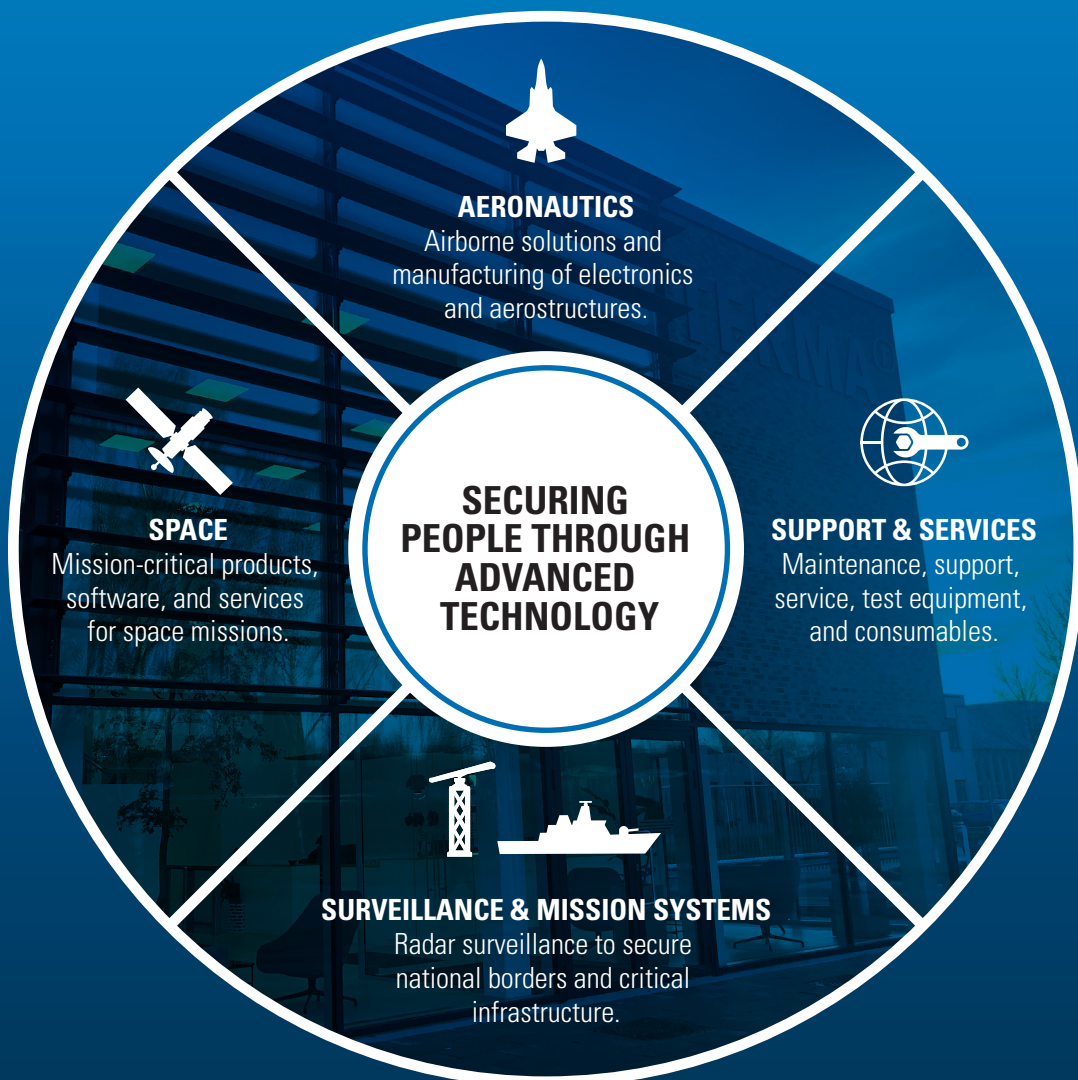 AERONAUTICS
Airborne solutions and
manufacturing of electronics
and aerostructures.
SPACE
Mission-critical products,
software, and services
for space missions.
SECURING
PEOPLE THROUGH
ADVANCED
TECHNOLOGY
SUPPORT & SERVICES
Maintenance, support,
service, test equipment,
and consumables.
SURVEILLANCE & MISSION SYSTEMS
Radar surveillance to secure
national borders and critical
infrastructure.